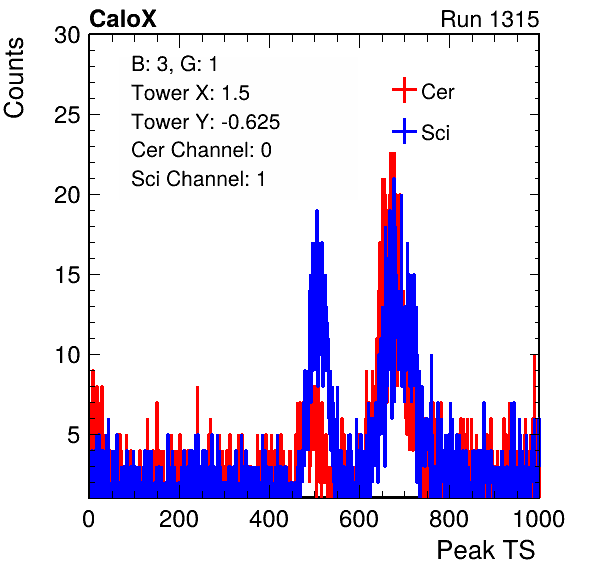 CaloX Run 1315
Counts
30
25
20
15
10
5
B: 3, G: 1
Tower X: 1.5
Tower Y: -0.625
Cer Channel: 0
Sci Channel: 1
Cer
Sci
0 200 400 600 800 1000
Peak TS